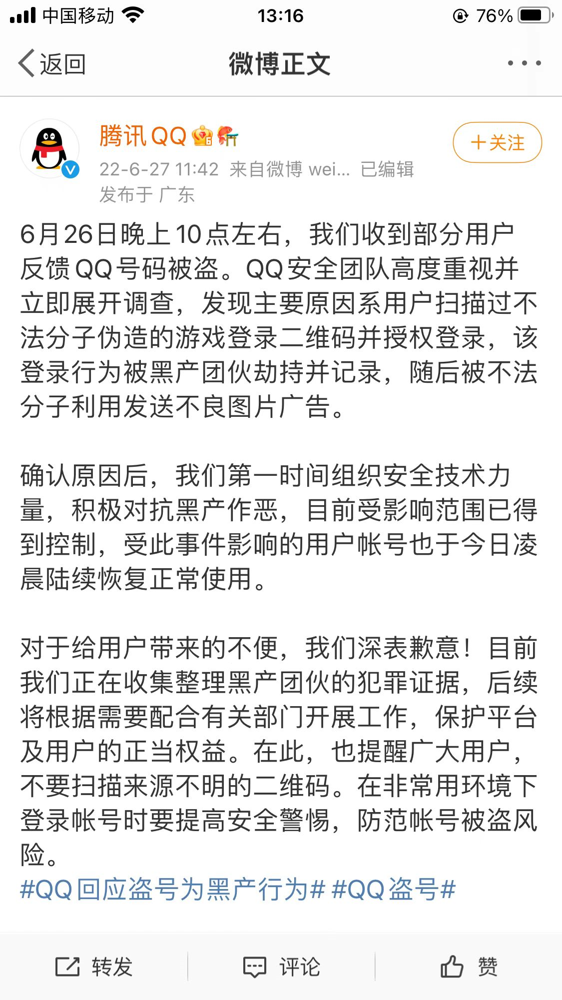 中国移动
13:16
76%
返回
微博正文
腾讯QQ
6
+关注
22-6-27 11:42 来自微博 wei... 已编辑
发布于 广东
6月26日晚上10点左右，我们收到部分用户
反馈QQ号码被盗。QQ安全团队高度重视并
立即展开调查，发现主要原因系用户扫描过不
法分子伪造的游戏登录二维码并授权登录，该
登录行为被黑产团伙劫持并记录，随后被不法
分子利用发送不良图片广告。
确认原因后，我们第一时间组织安全技术力
量，积极对抗黑产作恶，目前受影响范围已得
到控制，受此事件影响的用户帐号也于今日凌
晨陆续恢复正常使用。
对于给用户带来的不便，我们深表歉意！目前
我们正在收集整理黑产团伙的犯罪证据，后续
将根据需要配合有关部门开展工作，保护平台
及用户的正当权益。在此，也提醒广大用户，
不要扫描来源不明的二维码。在非常用环境下
登录帐号时要提高安全警惕，防范帐号被盗风
险。
#QQ回应盗号为黑产行为# #QQ盗号#
转发
评论
赞